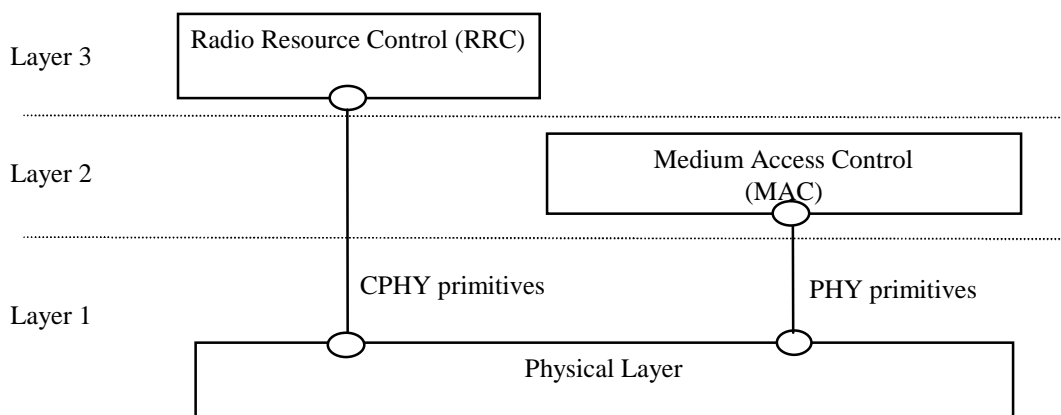 Radio Resource Control (RRC)
Layer 3
Medium Access Control
(MAC)
Layer 2
CPHY primitives
PHY primitives
Layer 1
Physical Layer